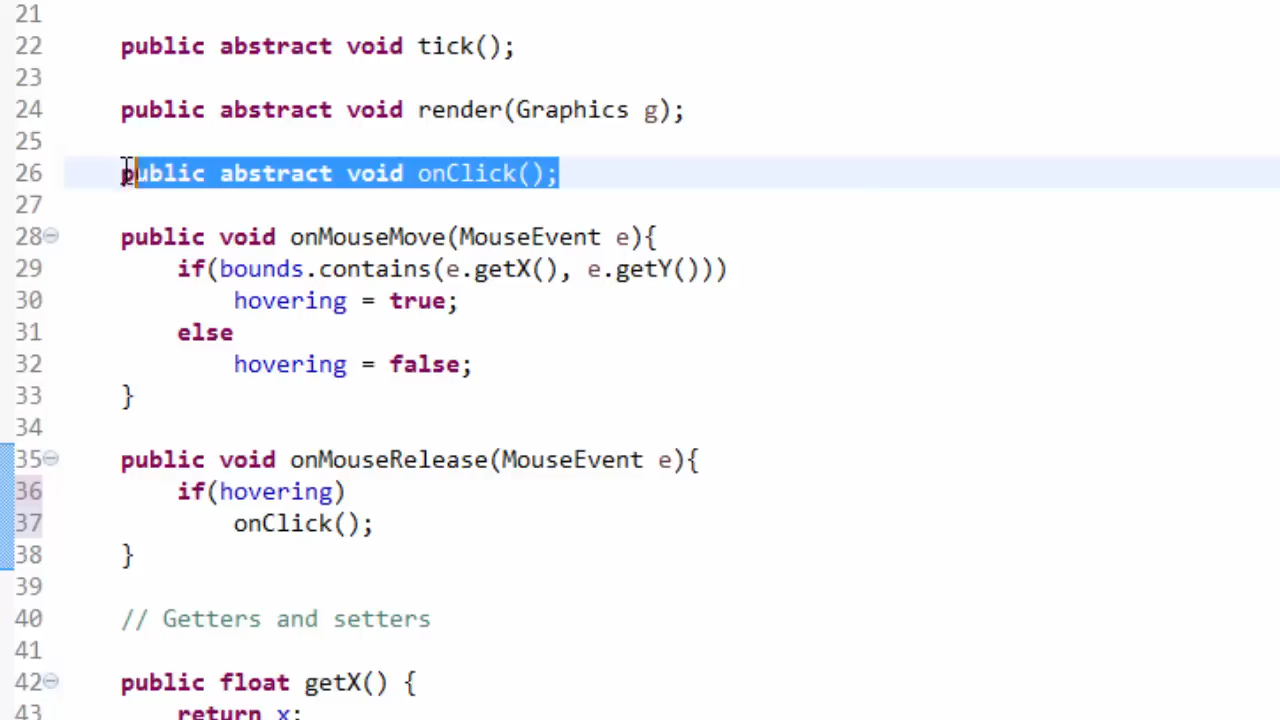 21
22 public abstract void tick();
23
24 public abstract void render(Graphics g);
25
26 public abstract void onClick();
27
28 public void onMouseMove(MouseEvent e){
29 if(bounds.contains(e.getX(), e.getY()))
30 hovering = true;
31 else
32 hovering = false;
33 }
34
35 public void onMouseRelease(MouseEvent e){
36 if(hovering)
37 onClick();
38 }
39
40 // Getters and setters
41
42 public float getX() {
43 return x;